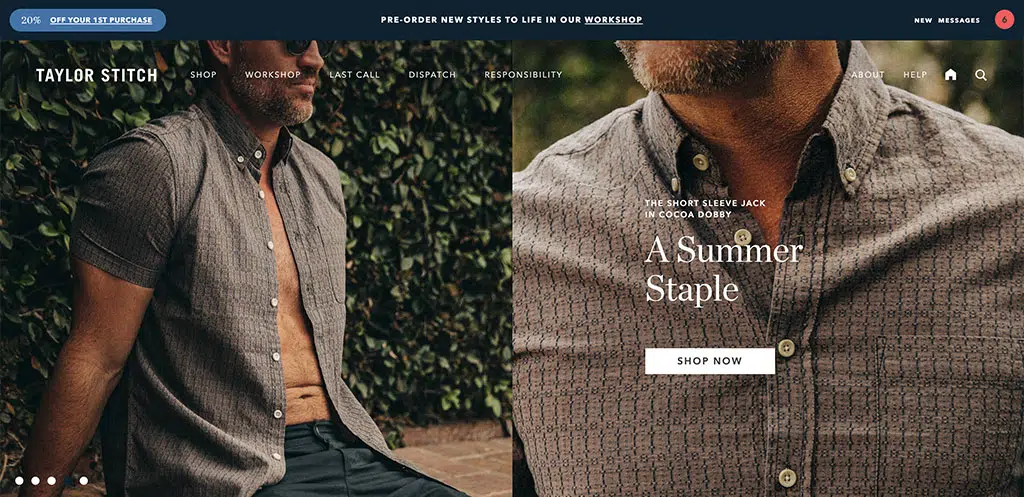 20% OFF YOUR 1ST PURCHASE
PRE-ORDER NEW STYLES TO LIFE IN OUR WORKSHOP
NEW MESSAGES 6
TAYLOR STITCH
SHOP WORKSHOP LAST CALL DISPATCH RESPONSIBILITY
ABOUT HELP
THE SHORT SLEEVE JACK
IN COCOA DOBBY
A Summer
Staple
SHOP NOW